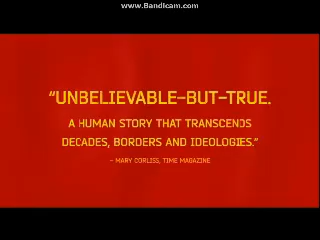 www.Bandicam.com
“UNBELIEVABLE-BUT-TRUE.
A HUMAN STORY THAT TRANSCENDS
DECADES, BORDERS AND IDEOLOGIES.”
- MARY CORLISS, TIME MAGAZINE